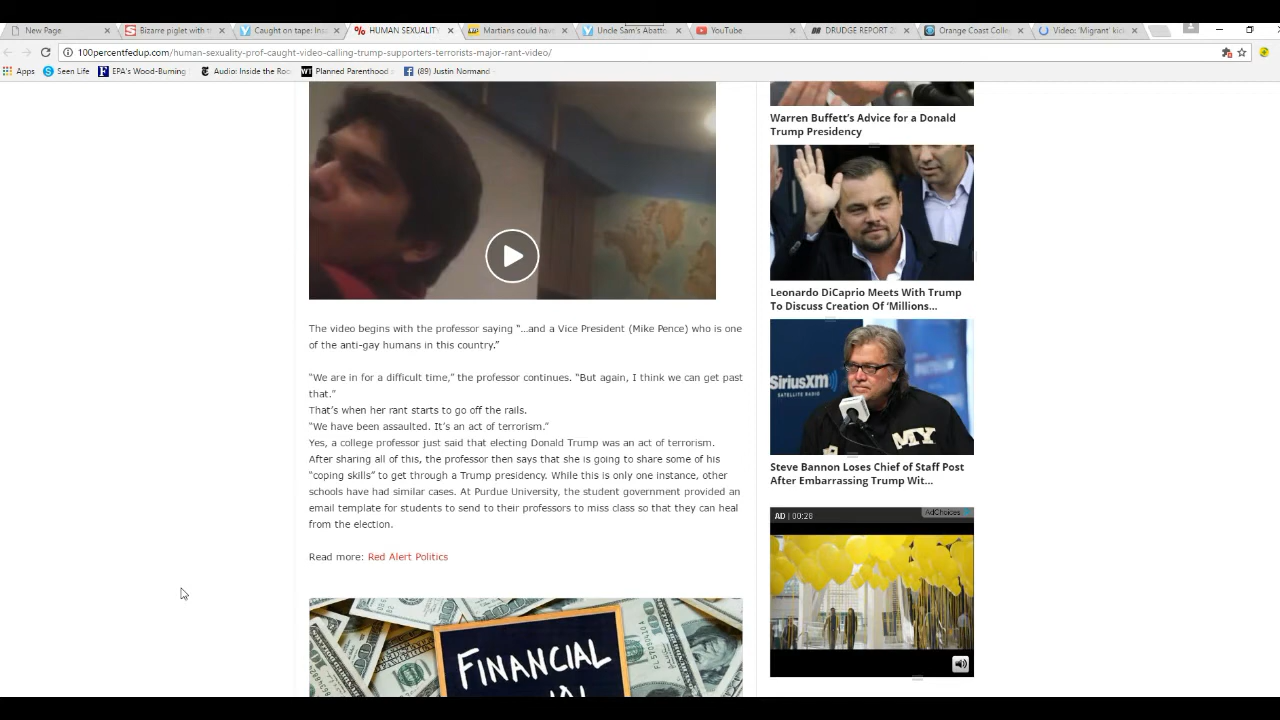 New Page
Bizarre piglet with t
Caught on tape: Ins
HUMAN SEXUALITY
Martians could have
Uncle Sam's Abatto
YouTube
DRUDGE REPORT 2
Orange Coast Colle
Video: 'Migrant' kic
100percentfedup.com/human-sexuality-prof-caught-video-calling-trump-supporters-terrorists-major-rant-video/
Apps
Seen Life
EPA's Wood-Burning
Audio: Inside the Ro
Planned Parenthood
(89) Justin Normand
The video begins with the professor saying "…and a Vice President (Mike Pence) who is one
of the anti-gay humans in this country."
"We are in for a difficult time," the professor continues. "But again, I think we can get past
that."
That's when her rant starts to go off the rails.
"We have been assaulted. It's an act of terrorism."
Yes, a college professor just said that electing Donald Trump was an act of terrorism.
After sharing all of this, the professor then says that she is going to share some of his
"coping skills" to get through a Trump presidency. While this is only one instance, other
schools have had similar cases. At Purdue University, the student government provided an
email template for students to send to their professors to miss class so that they can heal
from the election.
Read more: Red Alert Politics
FINANCIAL
Warren Buffett's Advice for a Donald
Trump Presidency
Leonardo DiCaprio Meets With Trump
To Discuss Creation Of 'Millions…
SiriusXM
SATELLITE RADIO
MY
Steve Bannon Loses Chief of Staff Post
After Embarrassing Trump Wit…
AD | 00:28
AdChoices